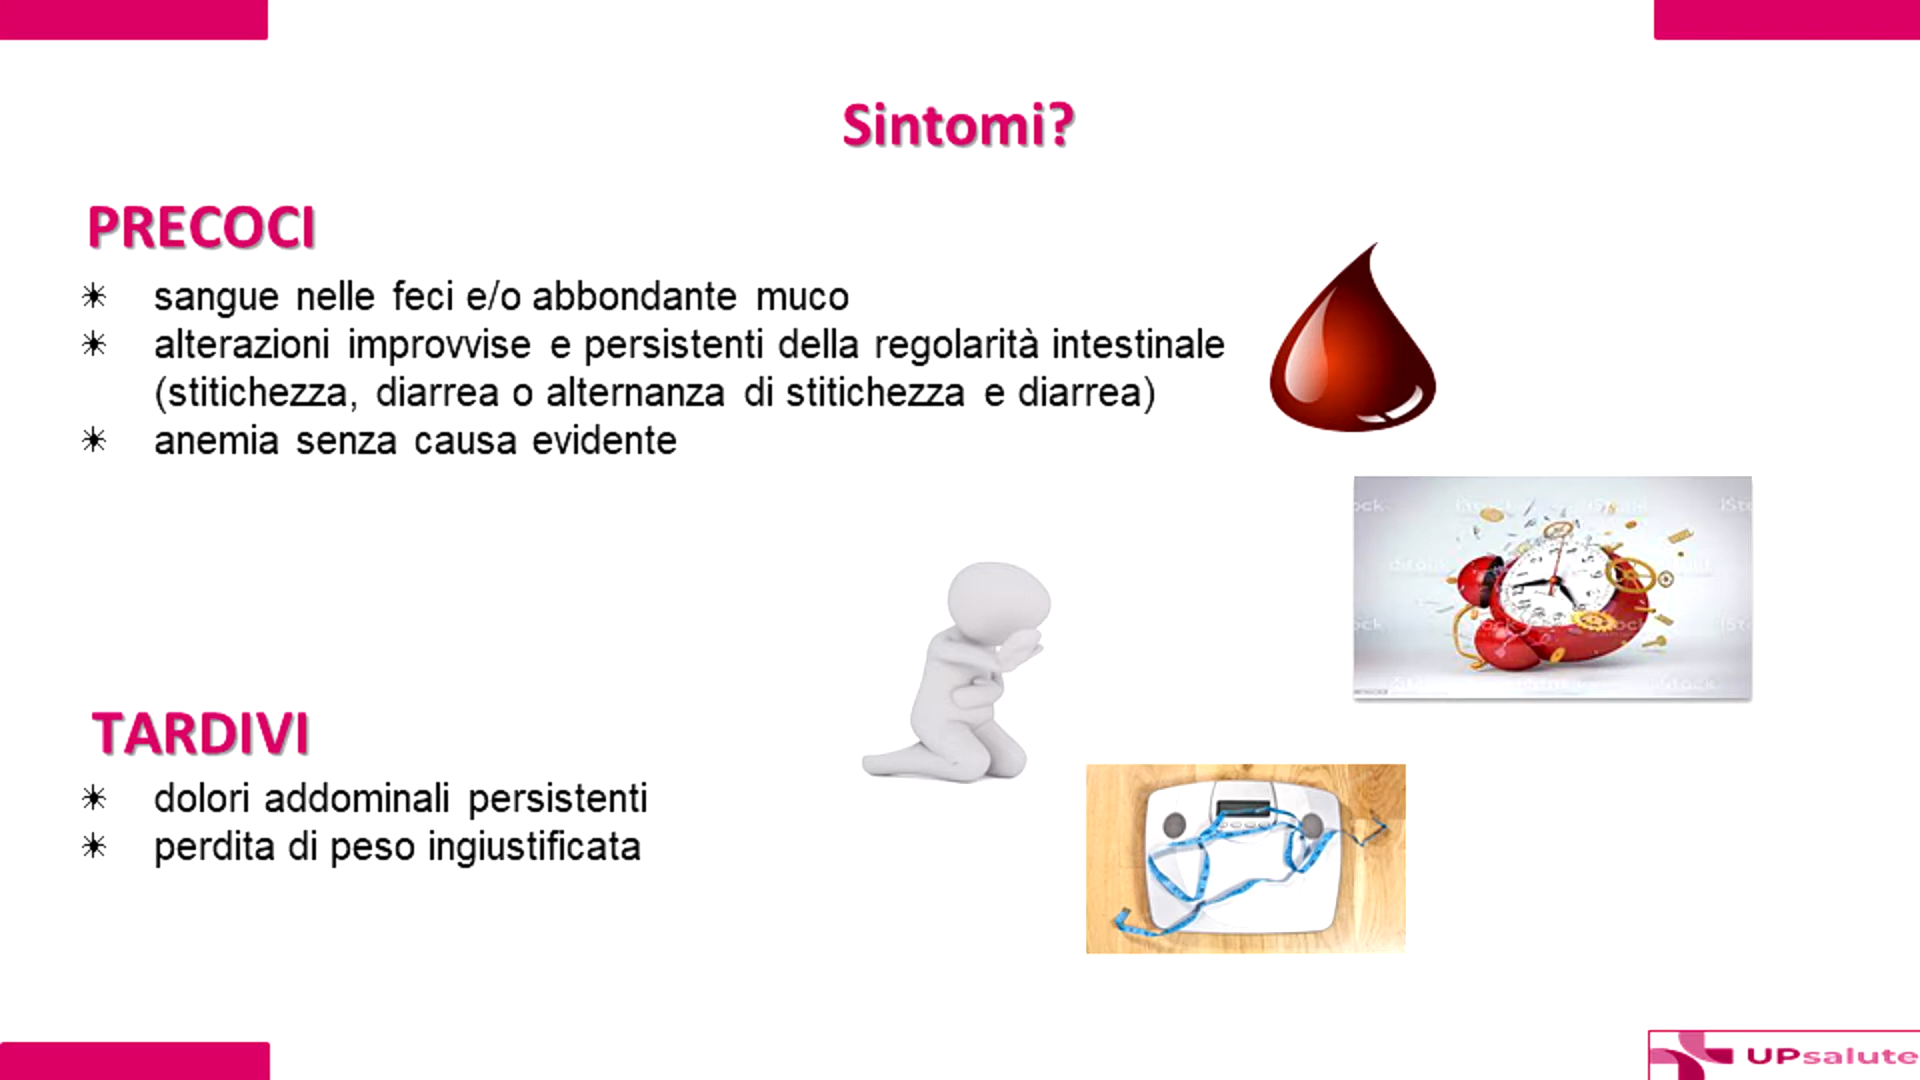 Sintomi?
PRECOCI
sangue nelle feci e/o abbondante muco
alterazioni improvvise e persistenti della regolarità intestinale
(stitichezza, diarrea o alternanza di stitichezza e diarrea)
anemia senza causa evidente
TARDIVI
dolori addominali persistenti
perdita di peso ingiustificata
UPsalute